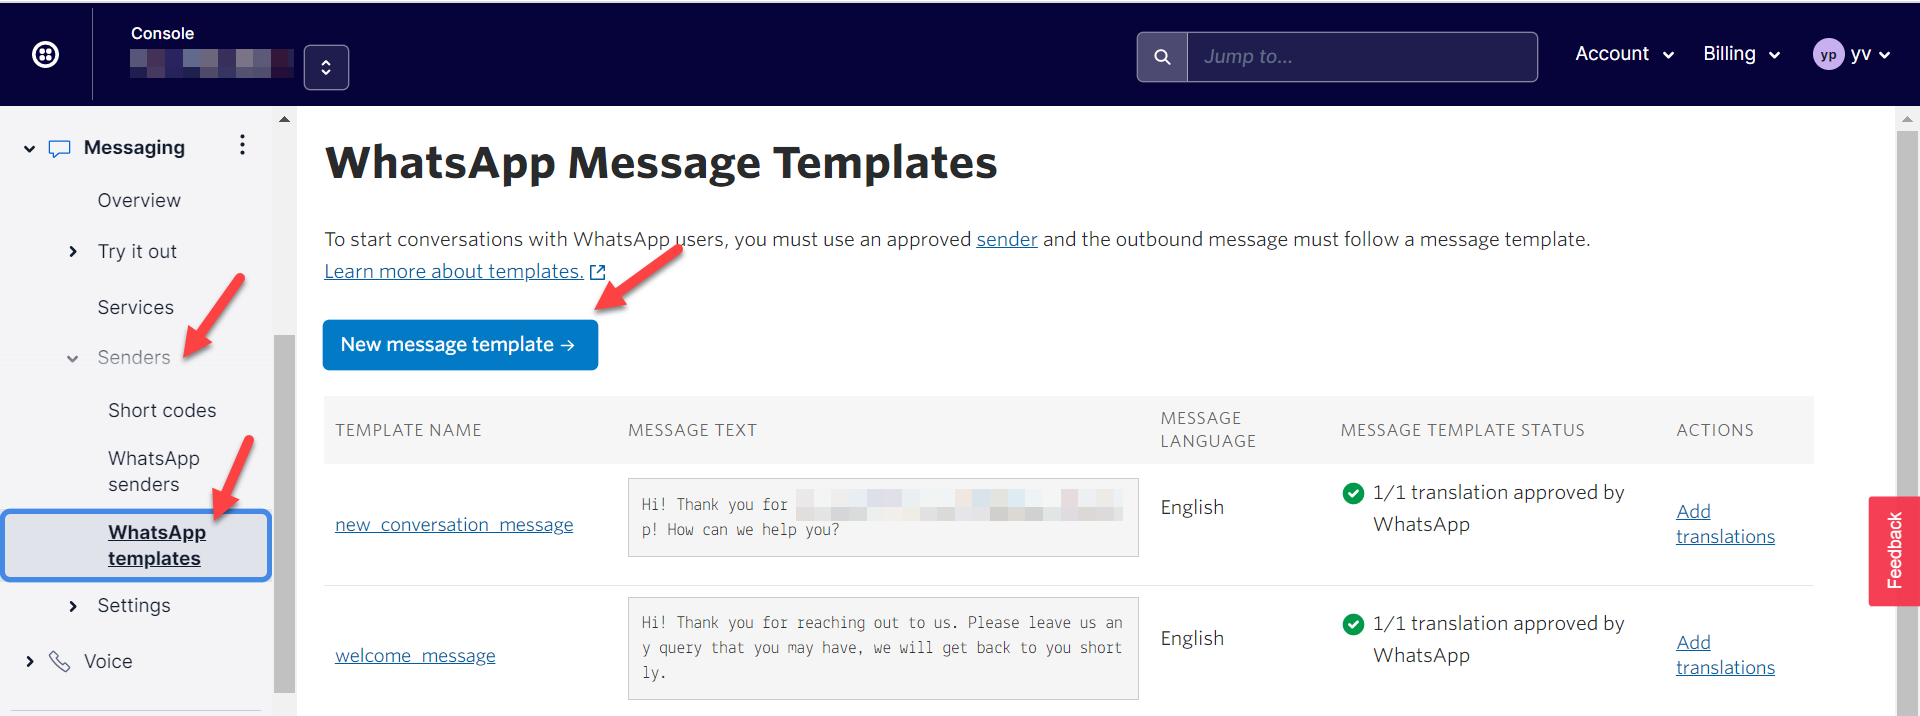 Console
Jump to...
Account
Billing
yp
yv
Messaging
Overview
Try it out
Services
Senders
Short codes
WhatsApp
senders
WhatsApp
templates
Settings
Voice
WhatsApp Message Templates
To start conversations with WhatsApp users, you must use an approved sender and the outbound message must follow a message template.
Learn more about templates.
New message template →
TEMPLATE NAME
MESSAGE TEXT
MESSAGE
LANGUAGE
MESSAGE TEMPLATE STATUS
ACTIONS
new_conversation_message
Hi! Thank you for
p! How can we help you?
English
1/1 translation approved by
WhatsApp
Add
translations
welcome_message
Hi! Thank you for reaching out to us. Please leave us an
y query that you may have, we will get back to you short
ly.
English
1/1 translation approved by
WhatsApp
Add
translations
Feedback